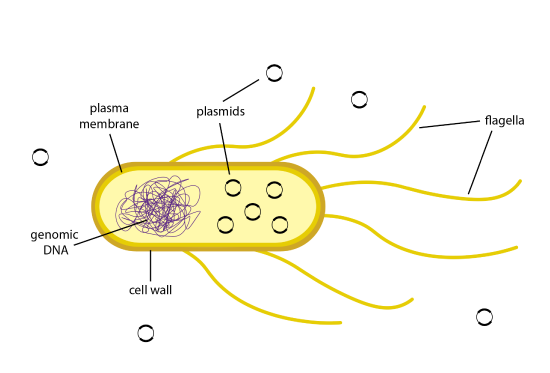 plasma
membrane
plasmids
flagella
genomic
DNA
cell wall